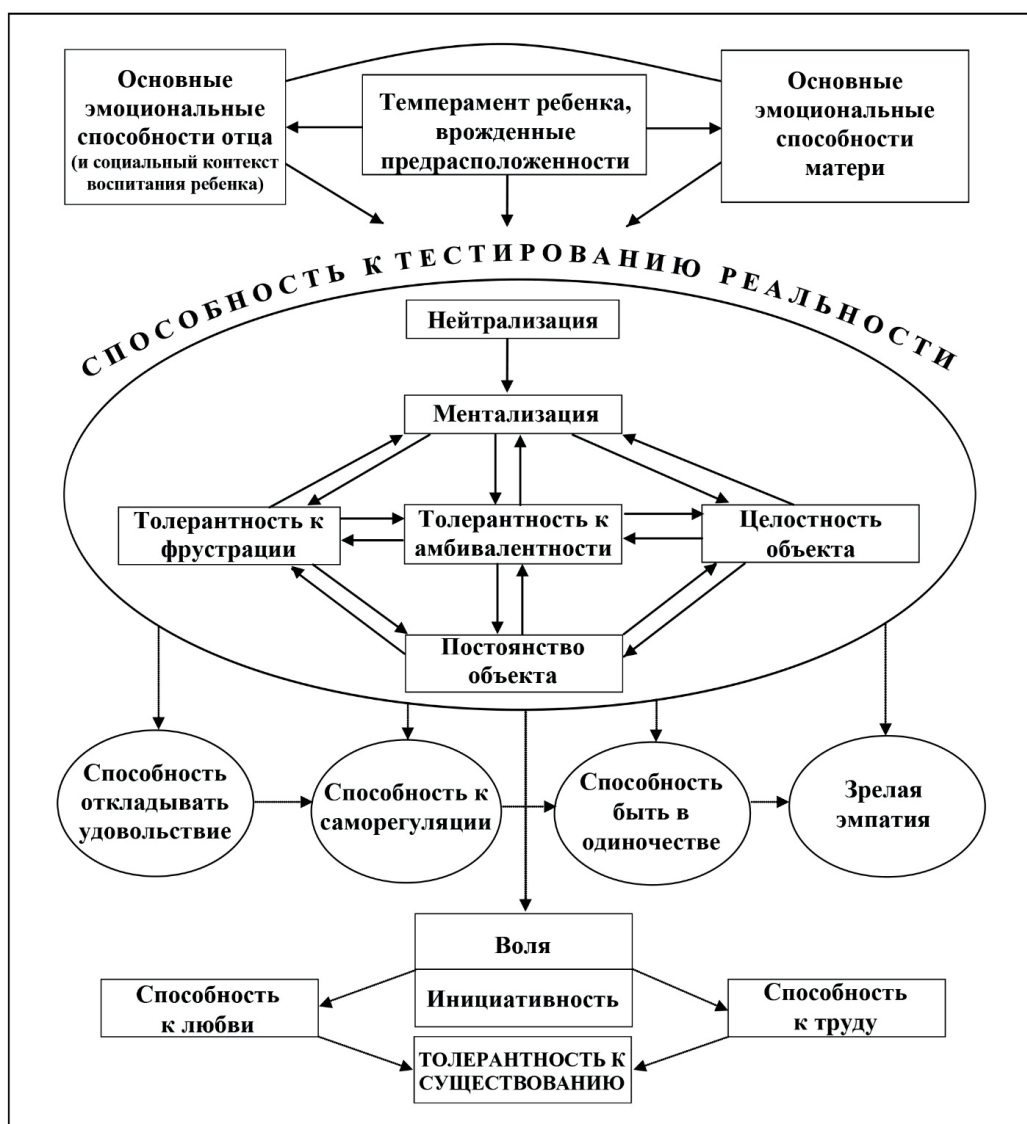 Основные
эмоциональные
способности отца
(и социальный контекст
воспитания ребенка)
Темперамент ребенка,
врожденные
предрасположенности
Основные
эмоциональные
способности
матери
СПОСОБНОСТЬ К ТЕСТИРОВАНИЮ РЕАЛЬНОСТИ
Нейтрализация
Ментализация
Толерантность к
фрустрации
Толерантность к
амбивалентности
Целостность
объекта
Постоянство
объекта
Способность
откладывать
удовольствие
Способность к
саморегуляции
Способность
быть в
одиночестве
Зрелая
эмпатия
Воля
Инициативность
Способность
к любви
Способность
к труду
ТОЛЕРАНТНОСТЬ К
СУЩЕСТВОВАНИЮ